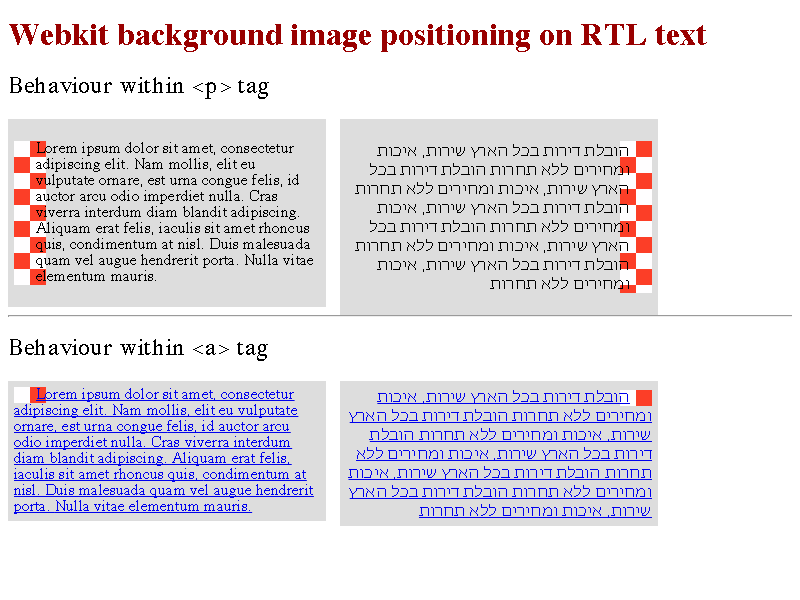 Webkit background image positioning on RTL text
Behaviour within <p> tag
Lorem ipsum dolor sit amet, consectetur
adipiscing elit. Nam mollis, elit eu
vulputate ornare, est urna congue felis, id
auctor arcu odio imperdiet nulla. Cras
viverra interdum diam blandit adipiscing.
Aliquam erat felis, iaculis sit amet rhoncus
quis, condimentum at nisl. Duis malesuada
quam vel augue hendrerit porta. Nulla vitae
elementum mauris.
הובלת דירות בכל הארץ שירות, איכות
ומחירים ללא תחרות הובלת דירות בכל
הארץ שירות, איכות ומחירים ללא תחרות
הובלת דירות בכל הארץ שירות, איכות
ומחירים ללא תחרות הובלת דירות בכל
הארץ שירות, איכות ומחירים ללא תחרות
הובלת דירות בכל הארץ שירות, איכות
ומחירים ללא תחרות
Behaviour within <a> tag
Lorem ipsum dolor sit amet, consectetur
adipiscing elit. Nam mollis, elit eu vulputate
ornare, est urna congue felis, id auctor arcu
odio imperdiet nulla. Cras viverra interdum
diam blandit adipiscing. Aliquam erat felis,
iaculis sit amet rhoncus quis, condimentum at
nisl. Duis malesuada quam vel augue hendrerit
porta. Nulla vitae elementum mauris.
הובלת דירות בכל הארץ שירות, איכות
ומחירים ללא תחרות הובלת דירות בכל הארץ
שירות, איכות ומחירים ללא תחרות הובלת
דירות בכל הארץ שירות, איכות ומחירים ללא
תחרות הובלת דירות בכל הארץ שירות, איכות
ומחירים ללא תחרות הובלת דירות בכל הארץ
שירות, איכות ומחירים ללא תחרות